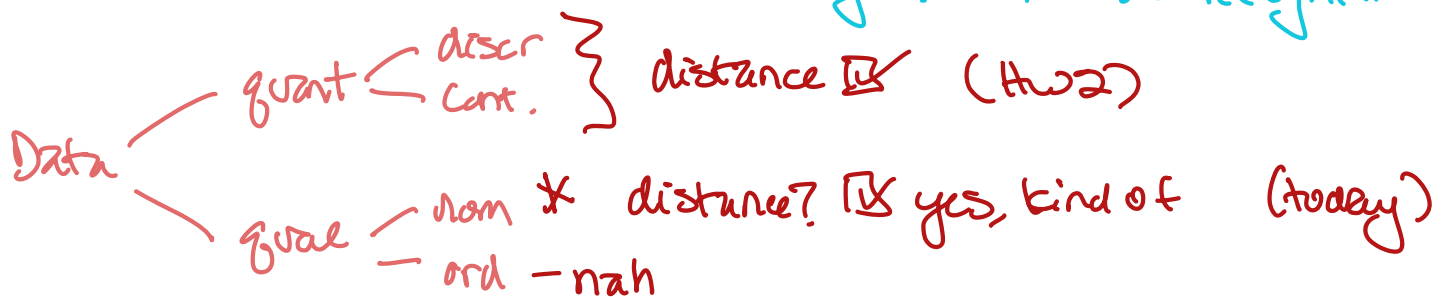 discr
quant cont. } distance ☑ (HW2)
Data
nom * distance? ☑ yes, kind of (today)
qual
ord - nah